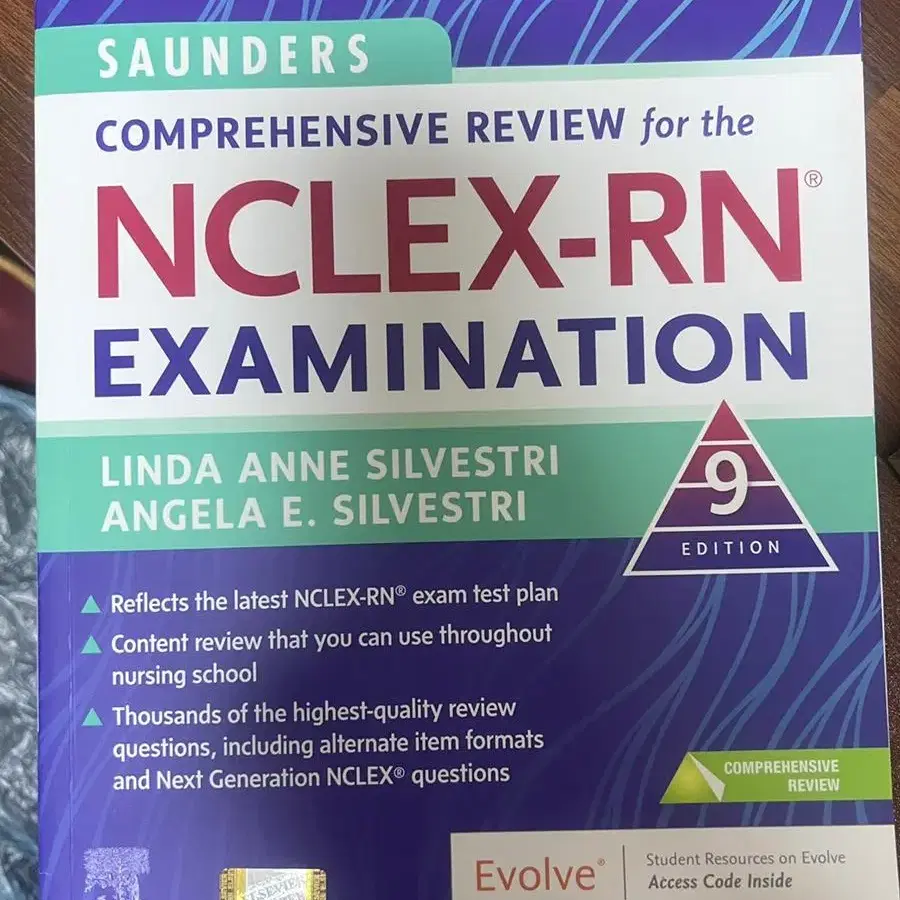 SAUNDERS
COMPREHENSIVE REVIEW for the
NCLEX-RN®
EXAMINATION
LINDA ANNE SILVESTRI
ANGELA E. SILVESTRI
9
EDITION
Reflects the latest NCLEX-RN® exam test plan
Content review that you can use throughout
nursing school
Thousands of the highest-quality review
questions, including alternate item formats
and Next Generation NCLEX® questions
COMPREHENSIVE
REVIEW
ELSEVIER
Evolve®
Student Resources on Evolve
Access Code Inside